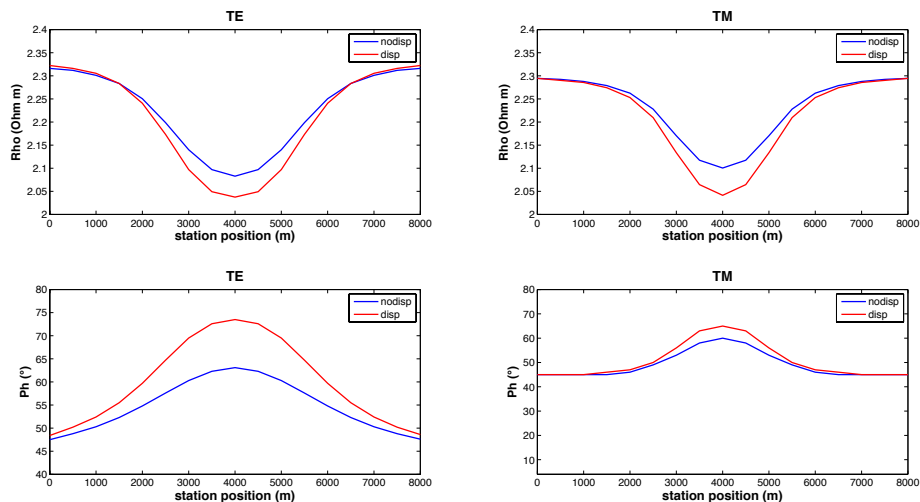 TE
2.4
2.35
2.3
2.25
2.2
2.15
2.1
2.05
2
Rho (Ohm m)
nodisp
disp
0 1000 2000 3000 4000 5000 6000 7000 8000
station position (m)
TM
2.4
2.35
2.3
2.25
2.2
2.15
2.1
2.05
2
Rho (Ohm m)
nodisp
disp
0 1000 2000 3000 4000 5000 6000 7000 8000
station position (m)
TE
80
75
70
65
60
55
50
45
40
Ph (°)
nodisp
disp
0 1000 2000 3000 4000 5000 6000 7000 8000
station position (m)
TM
80
70
60
50
40
30
20
10
Ph (°)
nodisp
disp
0 1000 2000 3000 4000 5000 6000 7000 8000
station position (m)